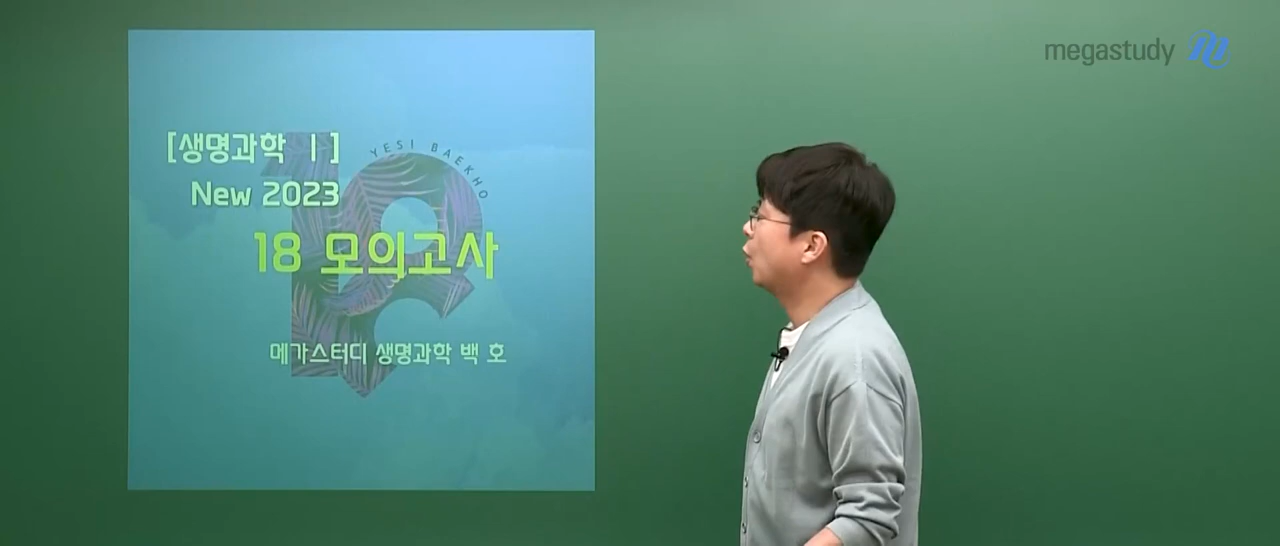 megastudy
[생명과학 Ⅰ]
YES! BAEKHO
New 2023
18 모의고사
메가스터디 생명과학 백 호